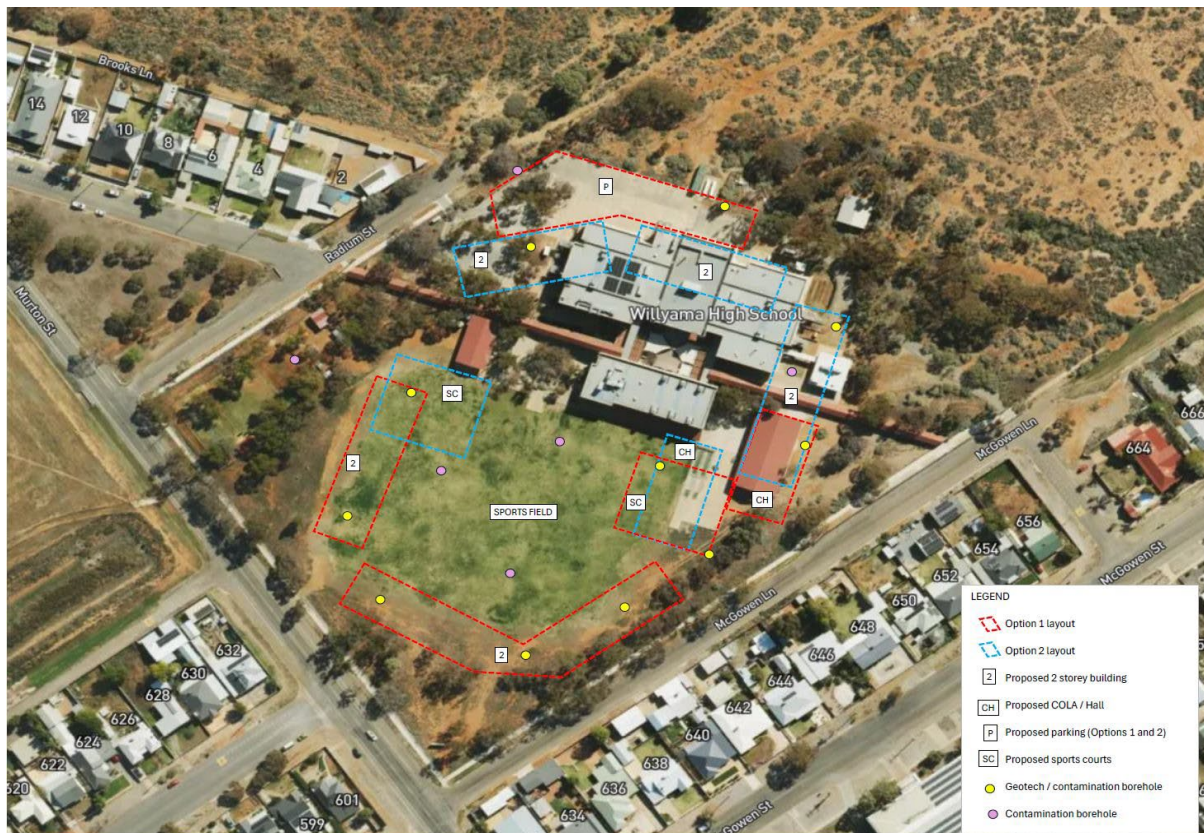 Brooks Ln
14
12
10
8
6
4
2
Radium St
Murton St
P
2
2
Willyama High School
SC
2
CH
2
SC
SPORTS FIELD
CH
2
McGowen Ln
666
664
656
654
652
650
648
646
644
642
640
638
636
634
McGowen Ln
McGowen St
McGowen St
632
630
628
626
624
622
620
601
599
LEGEND
Option 1 layout
Option 2 layout
2 Proposed 2 storey building
CH Proposed COLA / Hall
P Proposed parking (Options 1 and 2)
SC Proposed sports courts
Geotech / contamination borehole
Contamination borehole